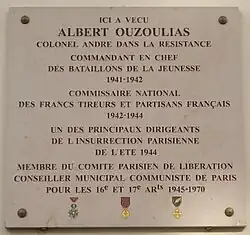 ICI A VECU
ALBERT OUZOULIAS
COLONEL ANDRE DANS LA RESISTANCE
COMMANDANT EN CHEF
DES BATAILLONS DE LA JEUNESSE
1941-1942
COMMISSAIRE NATIONAL
DES FRANCS TIREURS ET PARTISANS FRANÇAIS
1942-1944
UN DES PRINCIPAUX DIRIGEANTS
DE L'INSURRECTION PARISIENNE
DE L'ETE 1944
MEMBRE DU COMITE PARISIEN DE LIBERATION
CONSEILLER MUNICIPAL COMMUNISTE DE PARIS
POUR LES 16e ET 17e ARts 1945-1970